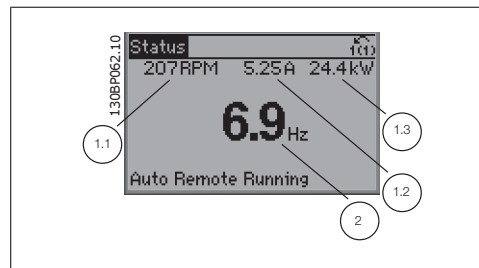 130BP062.10
Status
1(1)
207RPM 5.25A 24.4kW
1.1
6.9Hz
1.3
1.2
Auto Remote Running
2